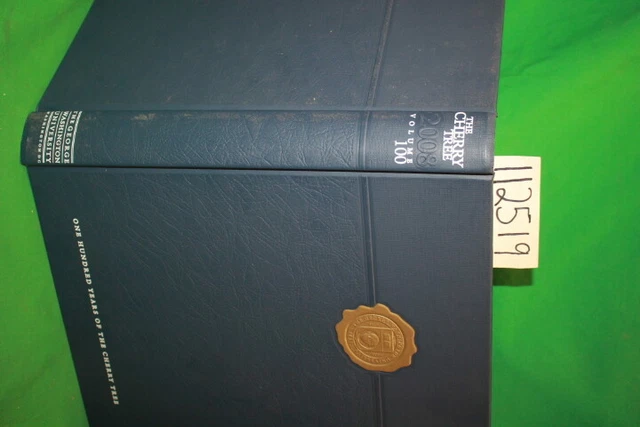 THE
CHERRY
TREE
2008
VOLUME
100
THE GEORGE
WASHINGTON
UNIVERSITY
ONE HUNDRED YEARS OF THE CHERRY TREE
112519